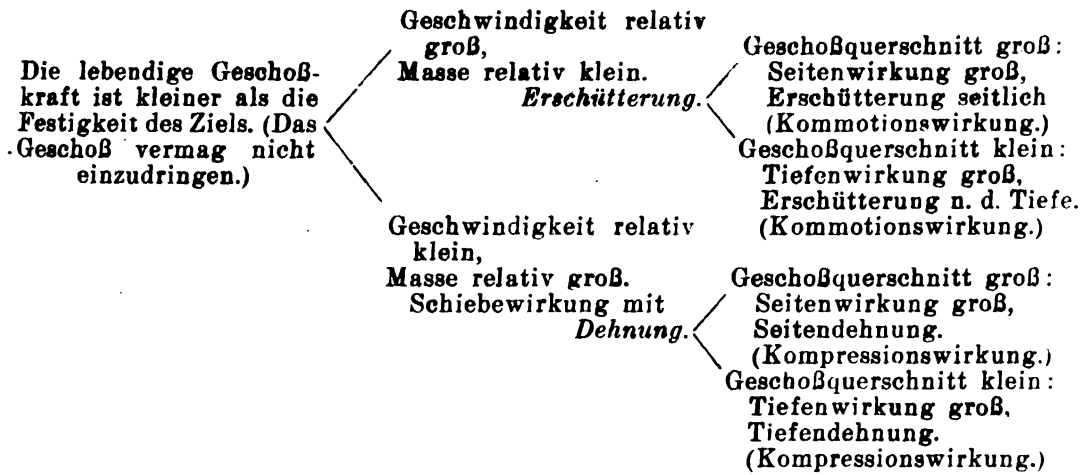 Die lebendige Geschoß-
kraft ist kleiner als die
Festigkeit des Ziels. (Das
Geschoß vermag nicht
einzudringen.)
Geschwindigkeit relativ
groß,
Masse relativ klein.
Erschütterung.
Geschoßquerschnitt groß:
Seitenwirkung groß,
Erschütterung seitlich
(Kommotionswirkung.)
Geschoßquerschnitt klein:
Tiefenwirkung groß,
Erschütterung n. d. Tiefe.
(Kommotionswirkung.)
Geschwindigkeit relativ
klein,
Masse relativ groß.
Schiebewirkung mit
Dehnung.
Geschoßquerschnitt groß:
Seitenwirkung groß,
Seitendehnung.
(Kompressionswirkung.)
Geschoßquerschnitt klein:
Tiefenwirkung groß,
Tiefendehnung.
(Kompressionswirkung.)